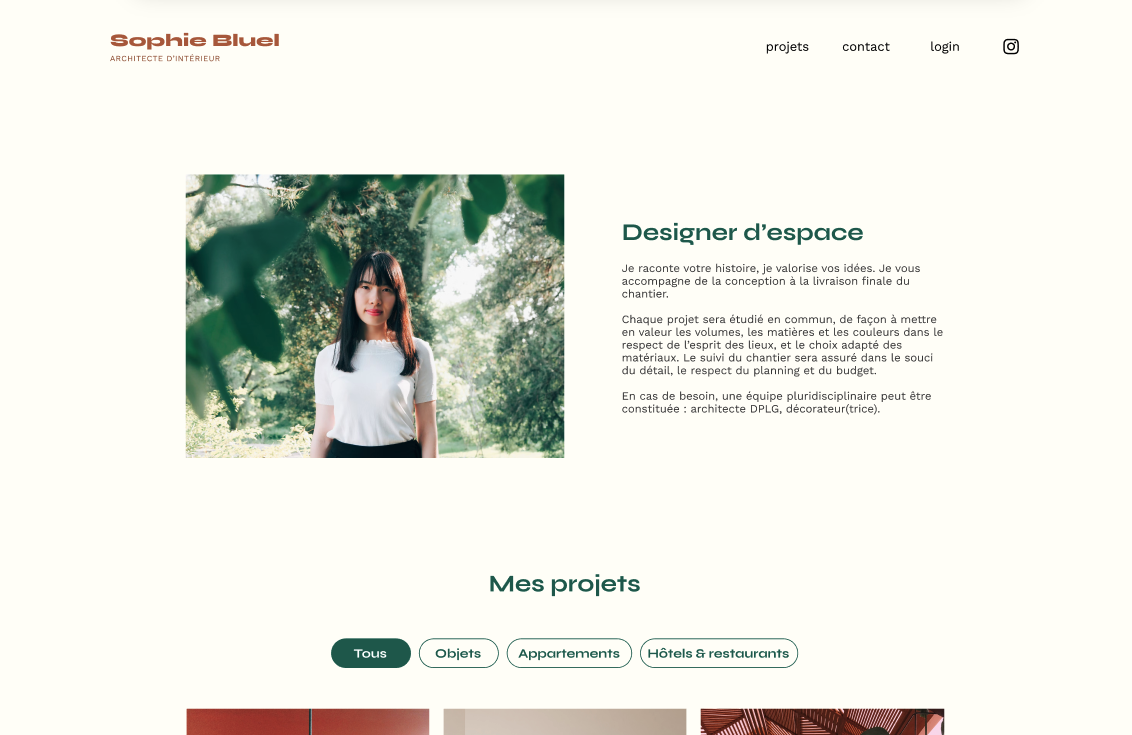 Sophie Bluel
ARCHITECTE D'INTÉRIEUR
projets contact login
Designer d'espace
Je raconte votre histoire, je valorise vos idées. Je vous
accompagne de la conception à la livraison finale du
chantier.
Chaque projet sera étudié en commun, de façon à mettre
en valeur les volumes, les matières et les couleurs dans le
respect de l'esprit des lieux, et le choix adapté des
matériaux. Le suivi du chantier sera assuré dans le souci
du détail, le respect du planning et du budget.
En cas de besoin, une équipe pluridisciplinaire peut être
constituée : architecte DPLG, décorateur(trice).
Mes projets
Tous Objets Appartements Hôtels & restaurants